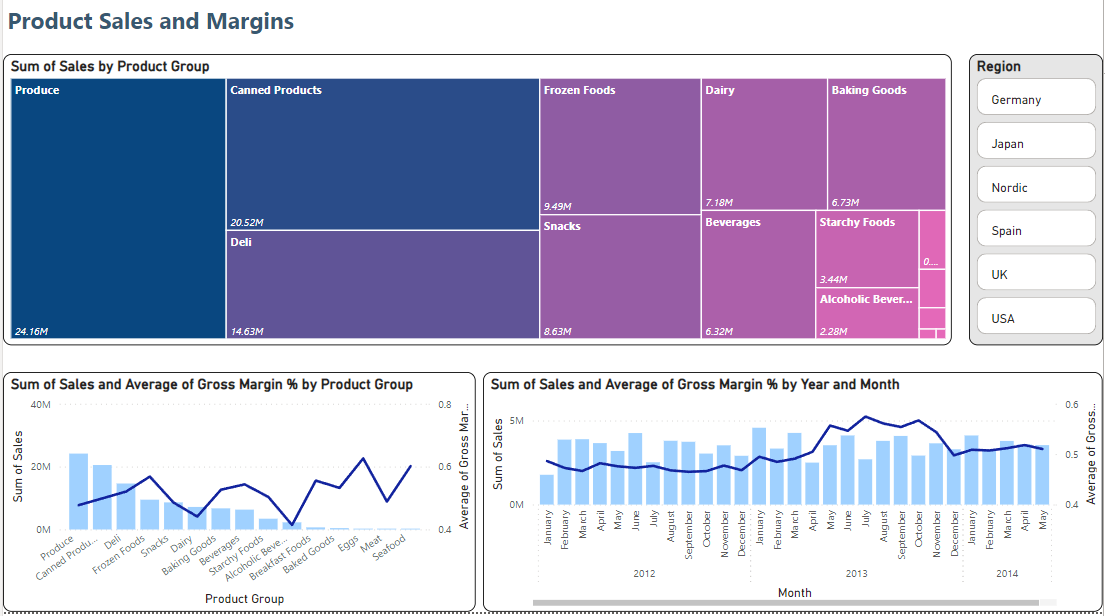 Product Sales and Margins
Sum of Sales by Product Group
Produce
24.16M
Canned Products
20.52M
Deli
14.63M
Frozen Foods
9.49M
Snacks
8.63M
Dairy
7.18M
Baking Goods
6.73M
Beverages
6.32M
Starchy Foods
3.44M
Alcoholic Bever...
2.28M
0....
Region
Germany
Japan
Nordic
Spain
UK
USA
Sum of Sales and Average of Gross Margin % by Product Group
Sum of Sales
40M
20M
0M
0.8
0.6
0.4
Average of Gross Mar...
Produce
Canned Produ...
Deli
Frozen Foods
Snacks
Dairy
Baking Goods
Beverages
Starchy Foods
Alcoholic Beve...
Breakfast Foods
Baked Goods
Eggs
Meat
Seafood
Product Group
Sum of Sales and Average of Gross Margin % by Year and Month
Sum of Sales
5M
0M
0.6
0.5
0.4
Average of Gross...
January
February
March
April
May
June
July
August
September
October
November
December
January
February
March
April
May
June
July
August
September
October
November
December
January
February
March
April
May
2012
2013
2014
Month